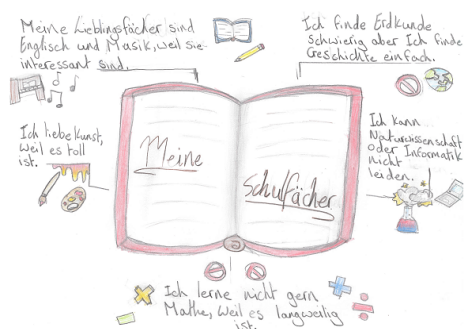 Meine Lieblingsfächer sind
Englisch und Musik, weil sie
interessant sind.
Ich finde Erdkunde
Schwierig aber Ich finde
Geschichte einfach.
Ich liebe Kunst,
Weil es toll
ist.
Meine
Schulfächer
Ich kann
Naturwissenschaft
oder Informatik
nicht
leiden.
Ich lerne nicht gern
Mathe, Weil es langweilig
ist.